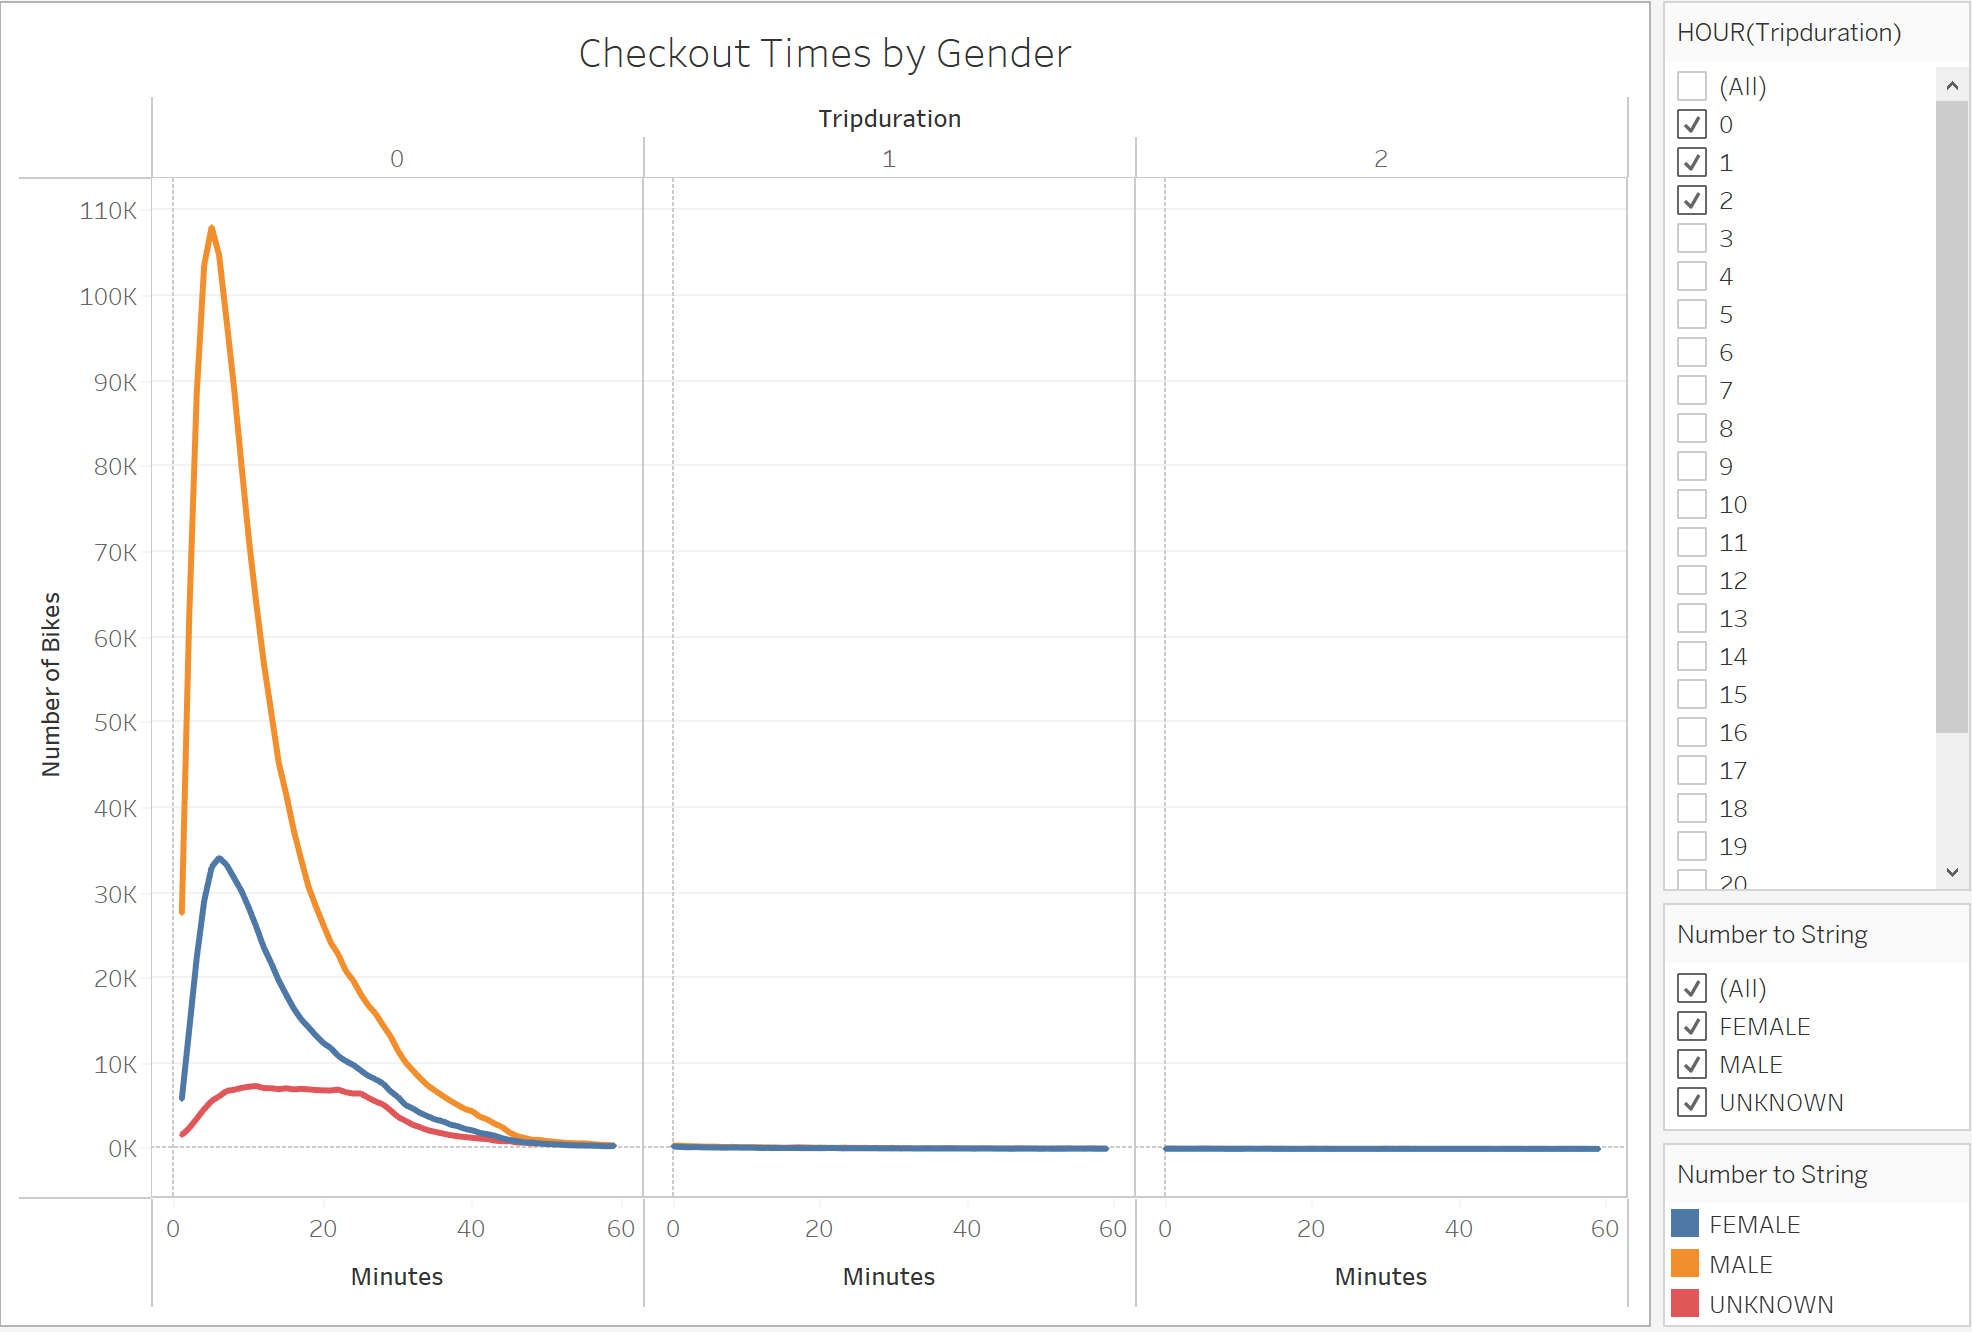 Checkout Times by Gender
Tripduration
0 1 2
110K
100K
90K
80K
70K
60K
50K
40K
30K
20K
10K
0K
Number of Bikes
0 20 40 60 0 20 40 60 0 20 40 60
Minutes Minutes Minutes
HOUR(Tripduration)
(All)
0
1
2
3
4
5
6
7
8
9
10
11
12
13
14
15
16
17
18
19
20
Number to String
(All)
FEMALE
MALE
UNKNOWN
Number to String
FEMALE
MALE
UNKNOWN